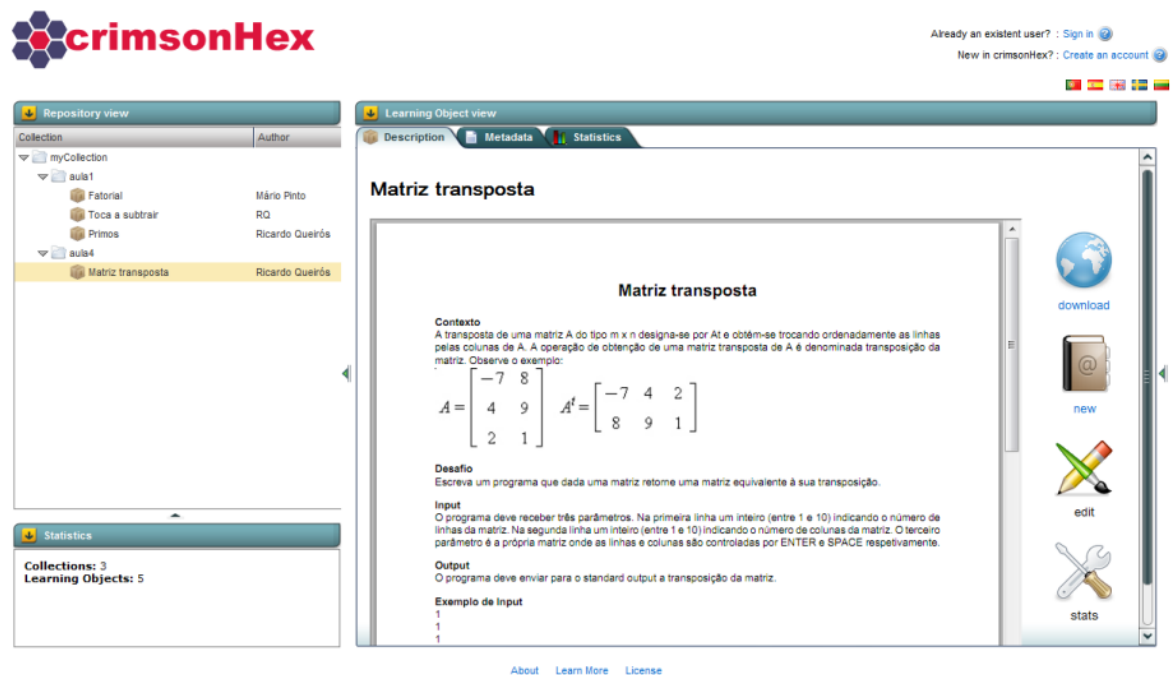 crimsonHex
Already an existent user? : Sign in
New in crimsonHex? : Create an account
Repository view
Collection Author
myCollection
aula1
Fatorial Mário Pinto
Toca a subtrair RQ
Primos Ricardo Queirós
aula4
Matriz transposta Ricardo Queirós
Statistics
Collections: 3
Learning Objects: 5
Learning Object view
Description Metadata Statistics
Matriz transposta
Matriz transposta
Contexto
A transposta de uma matriz A do tipo m x n designa-se por At e obtém-se trocando ordenadamente as linhas
pelas colunas de A. A operação de obtenção de uma matriz transposta de A é denominada transposição da
matriz. Observe o exemplo:
−7 8 −7 4 2
A = 4 9 Aᵗ =
8 9 1
2 1
Desafio
Escreva um programa que dada uma matriz retorne uma matriz equivalente à sua transposição.
Input
O programa deve receber três parâmetros. Na primeira linha um inteiro (entre 1 e 10) indicando o número de
linhas da matriz. Na segunda linha um inteiro (entre 1 e 10) indicando o número de colunas da matriz. O terceiro
parâmetro é a própria matriz onde as linhas e colunas são controladas por ENTER e SPACE respetivamente.
Output
O programa deve enviar para o standard output a transposição da matriz.
Exemplo de Input
1
1
1
download
@
new
edit
stats
About Learn More License